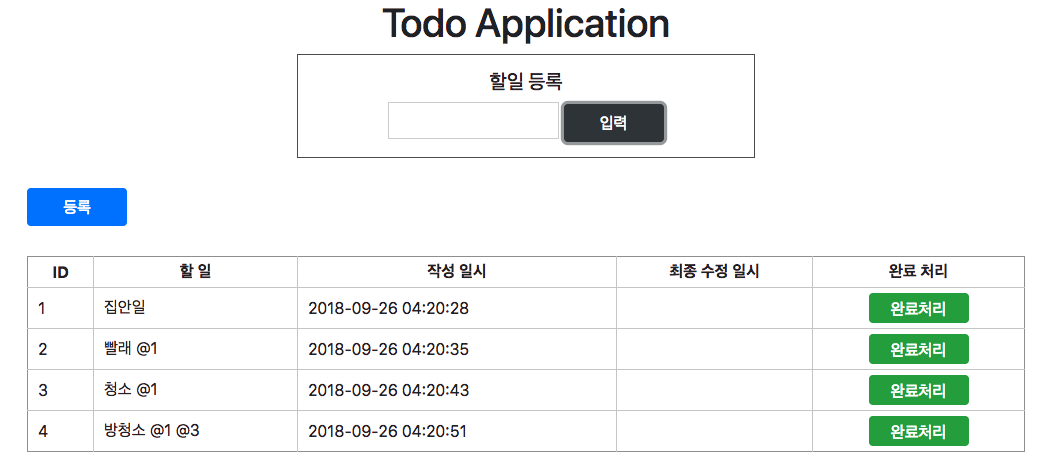 Todo Application
할일 등록
입력
등록
ID 할 일 작성 일시 최종 수정 일시 완료 처리
1 집안일 2018-09-26 04:20:28 완료처리
2 빨래 @1 2018-09-26 04:20:35 완료처리
3 청소 @1 2018-09-26 04:20:43 완료처리
4 방청소 @1 @3 2018-09-26 04:20:51 완료처리